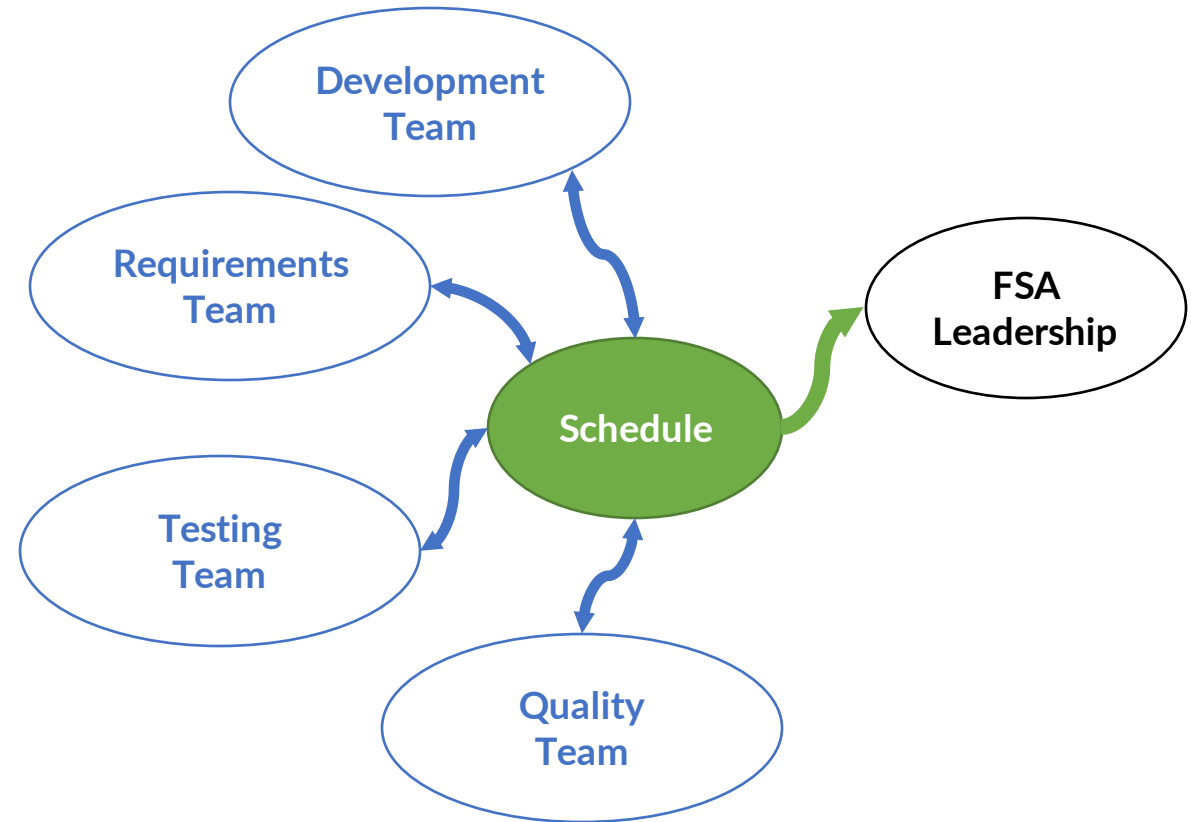 Development
Team
Requirements
Team
FSA
Leadership
Schedule
Testing
Team
Quality
Team